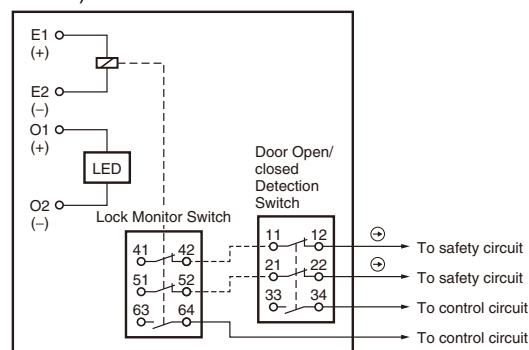 E1
(+)
E2
(−)
O1
(+)
LED
O2
(−)
Door Open/
closed
Detection
Switch
Lock Monitor Switch
41 42
51 52
63 64
11 12
21 22
33 34
To safety circuit
To safety circuit
To control circuit
To control circuit